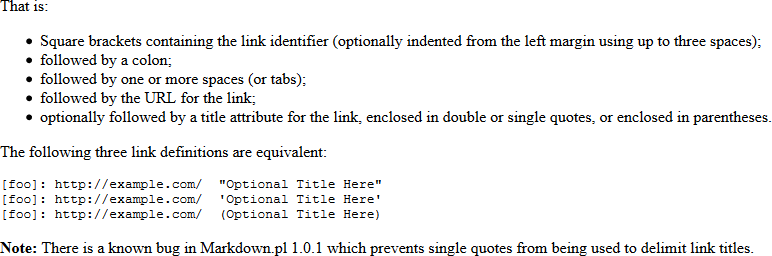 That is:
• Square brackets containing the link identifier (optionally indented from the left margin using up to three spaces);
• followed by a colon;
• followed by one or more spaces (or tabs);
• followed by the URL for the link;
• optionally followed by a title attribute for the link, enclosed in double or single quotes, or enclosed in parentheses.
The following three link definitions are equivalent:
[foo]: http://example.com/  "Optional Title Here"
[foo]: http://example.com/  'Optional Title Here'
[foo]: http://example.com/  (Optional Title Here)
Note: There is a known bug in Markdown.pl 1.0.1 which prevents single quotes from being used to delimit link titles.